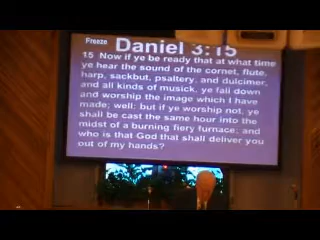 Freeze
Daniel 3:15
15 Now if ye be ready that at what time
ye hear the sound of the cornet, flute,
harp, sackbut, psaltery, and dulcimer,
and all kinds of musick, ye fall down
and worship the image which I have
made; well: but if ye worship not, ye
shall be cast the same hour into the
midst of a burning fiery furnace; and
who is that God that shall deliver you
out of my hands?